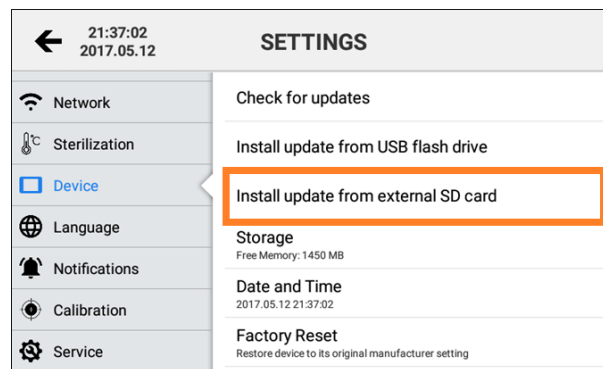 21:37:02
2017.05.12
SETTINGS
Network
°C
Sterilization
Device
Language
Notifications
Calibration
Service
Check for updates
Install update from USB flash drive
Install update from external SD card
Storage
Free Memory: 1450 MB
Date and Time
2017.05.12 21:37:02
Factory Reset
Restore device to its original manufacturer setting